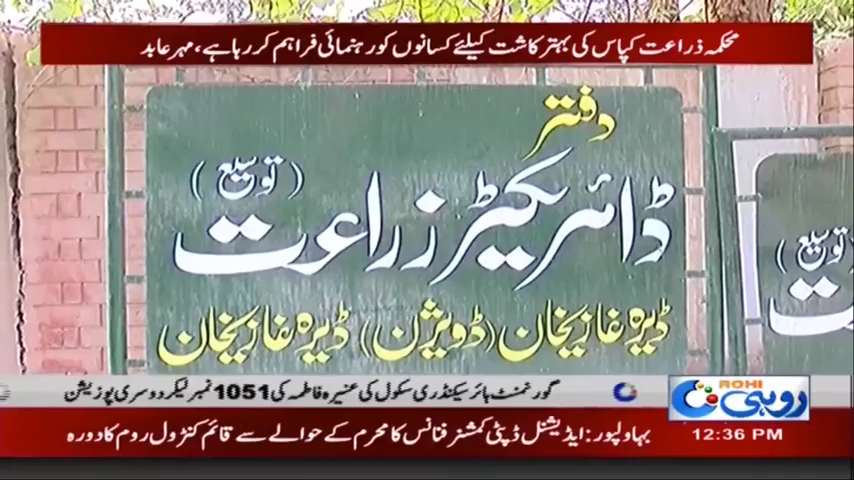 محکمہ ذراعت کپاس کی بہتر کاشت کیلئے کسانوں کو رہنمائی فراہم کر رہا ہے، مہر عابد
دفتر
ڈائریکٹر زراعت (توسیع)
ڈیرہ غازیخان (ڈویژن) ڈیرہ غازیخان
(توسیع)
گورنمنٹ ہائر سیکنڈری سکول کی عنیزہ فاطمہ کی 1051 نمبر لیکر دوسری پوزیشن
ROHI
روہی
بہاولپور: ایڈیشنل ڈپٹی کمشنر فنانس کا محرم کے حوالے سے قائم کنٹرول روم کا دورہ
12:36 PM